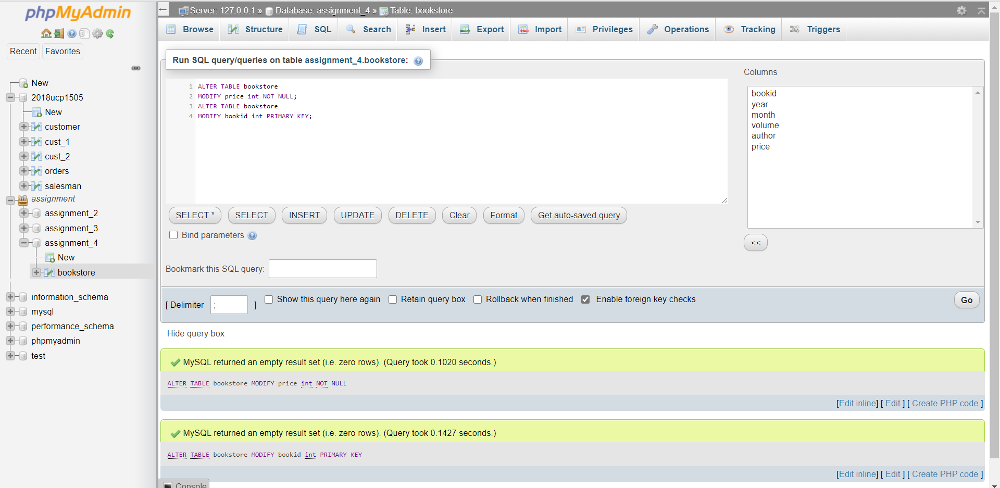 phpMyAdmin
Recent Favorites
New
2018ucp1505
New
customer
cust_1
cust_2
orders
salesman
assignment
assignment_2
assignment_3
assignment_4
New
bookstore
information_schema
mysql
performance_schema
phpmyadmin
test
← Server: 127.0.0.1 » Database: assignment_4 » Table: bookstore
Browse Structure SQL Search Insert Export Import Privileges Operations Tracking Triggers
Run SQL query/queries on table assignment_4.bookstore:
1 ALTER TABLE bookstore
2 MODIFY price int NOT NULL;
3 ALTER TABLE bookstore
4 MODIFY bookid int PRIMARY KEY;
Columns
bookid
year
month
volume
author
price
<<
SELECT * SELECT INSERT UPDATE DELETE Clear Format Get auto-saved query
Bind parameters
Bookmark this SQL query:
[ Delimiter ; ] Show this query here again Retain query box Rollback when finished Enable foreign key checks Go
Hide query box
MySQL returned an empty result set (i.e. zero rows). (Query took 0.1020 seconds.)
ALTER TABLE bookstore MODIFY price int NOT NULL
[Edit inline] [ Edit ] [ Create PHP code ]
MySQL returned an empty result set (i.e. zero rows). (Query took 0.1427 seconds.)
ALTER TABLE bookstore MODIFY bookid int PRIMARY KEY
[Edit inline] [ Edit ] [ Create PHP code ]
Console